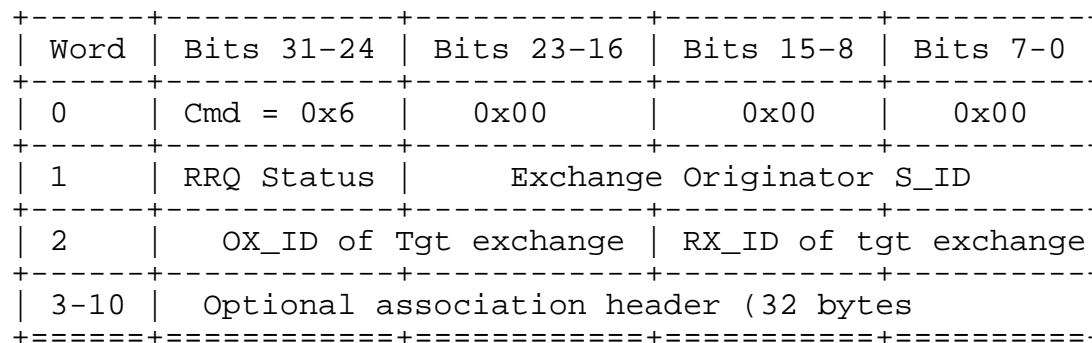 +------+------------+------------+-----------+----------
| Word | Bits 31–24 | Bits 23–16 | Bits 15–8 | Bits 7-0
+------+------------+------------+-----------+----------
| 0 | Cmd = 0x6 | 0x00 | 0x00 | 0x00
+------+------------+------------+-----------+----------
| 1 | RRQ Status | Exchange Originator S_ID
+------+------------+------------+-----------+----------
| 2 | OX_ID of Tgt exchange | RX_ID of tgt exchange
+------+------------+------------+-----------+----------
| 3-10 | Optional association header (32 bytes
+======+============+============+===========+==========